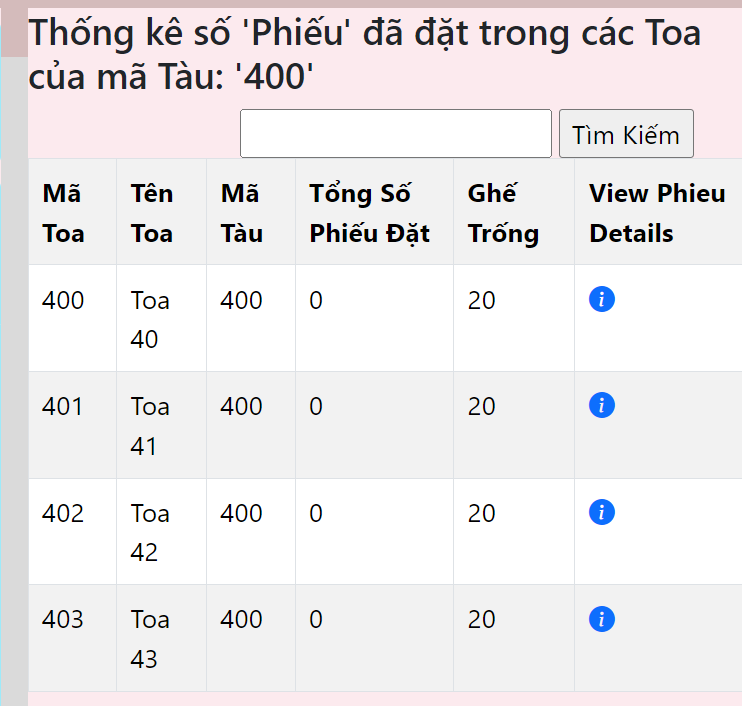 Thống kê số 'Phiếu' đã đặt trong các Toa
của mã Tàu: '400'
Tìm Kiếm
Mã Toa Tên Toa Mã Tàu Tổng Số Phiếu Đặt Ghế Trống View Phieu Details
400 Toa 40 400 0 20 i
401 Toa 41 400 0 20 i
402 Toa 42 400 0 20 i
403 Toa 43 400 0 20 i